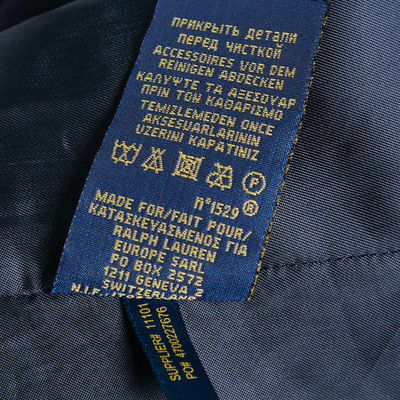 ПРИКРЫТЬ ДЕТАЛИ
ПЕРЕД ЧИСТКОЙ
ACCESSOIRES VOR DEM
REINIGEN ABDECKEN
ΚΑΛΥΨΤΕ ΤΑ ΑΞΕΣΟΥΑΡ
ΠΡΙΝ ΤΟΝ ΚΑΘΑΡΙΣΜΟ
TEMIZLEMEDEN ONCE
AKSESUARLARININ
UZERINI KAPATINIZ
P
n°1529 ®
MADE FOR/FAIT POUR/
ΚΑΤΑΣΚΕΥΑΣΜΕΝΟΣ ΓΙΑ
RALPH LAUREN
EUROPE SARL
PO BOX 2572
1211 GENEVA 2
SWITZERLAND
SUPPLIER# 11101
PO# 4700227676